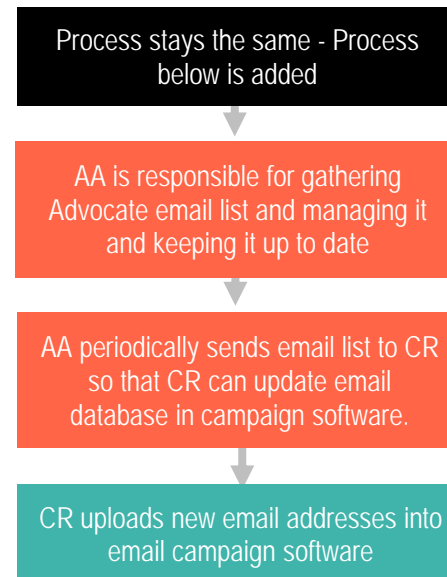 Process stays the same - Process
below is added
AA is responsible for gathering
Advocate email list and managing it
and keeping it up to date
AA periodically sends email list to CR
so that CR can update email
database in campaign software.
CR uploads new email addresses into
email campaign software